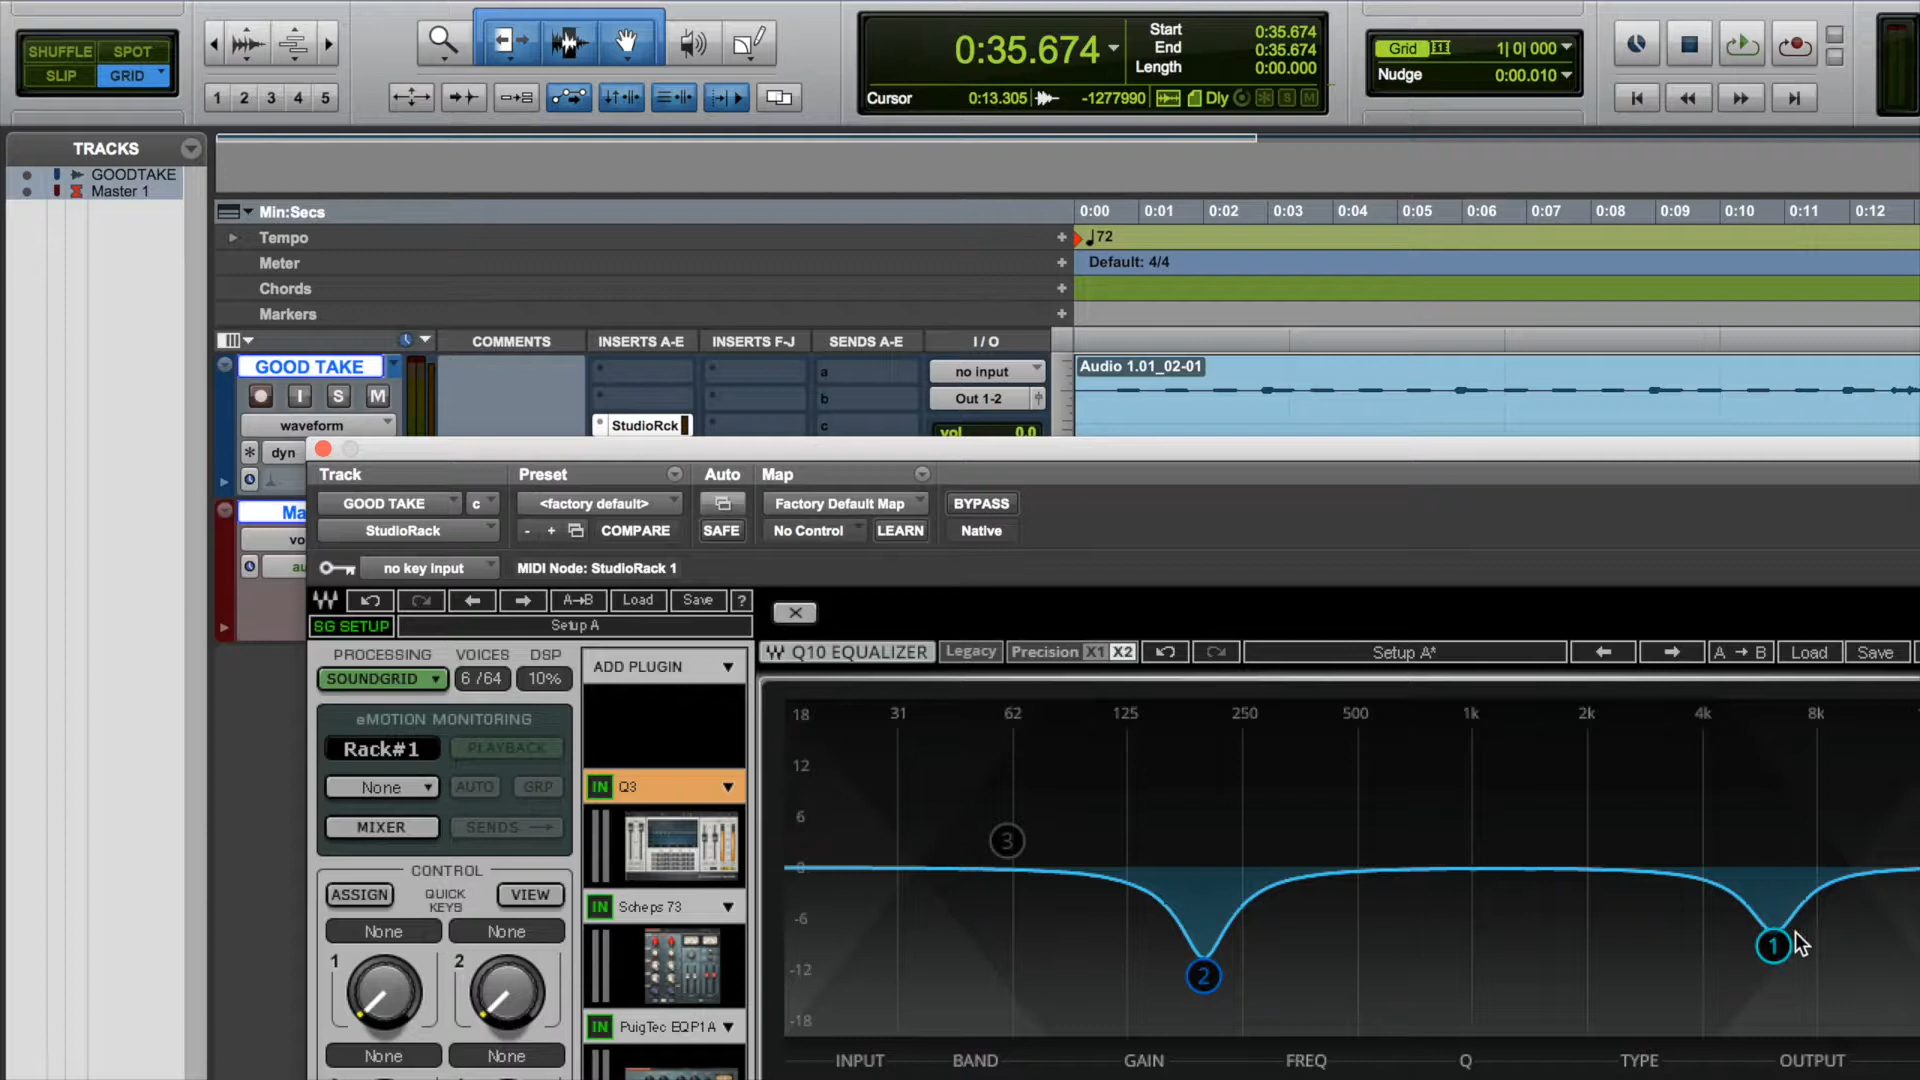 SHUFFLE SPOT
SLIP GRID
1 2 3 4 5
0:35.674
Start 0:35.674
End 0:35.674
Length 0:00.000
Cursor 0:13.305 -1277990 Dly S M
Grid 1| 0| 000
Nudge 0:00.010
TRACKS
GOODTAKE
Master 1
Min:Secs 0:00 0:01 0:02 0:03 0:04 0:05 0:06 0:07 0:08 0:09 0:10 0:11 0:12
Tempo + 72
Meter + Default: 4/4
Chords +
Markers +
COMMENTS INSERTS A-E INSERTS F-J SENDS A-E I / O
GOOD TAKE a no input Audio 1.01_02-01
I S M b Out 1-2
waveform StudioRck c vol 0.0
dyn
Ma
vo
au
Track Preset Auto Map
GOOD TAKE c <factory default> Factory Default Map BYPASS
StudioRack - + COMPARE SAFE No Control LEARN Native
no key input MIDI Node: StudioRack 1
A→B Load Save ? X
SG SETUP Setup A
PROCESSING VOICES DSP ADD PLUGIN
SOUNDGRID 6 /64 10%
Q10 EQUALIZER Legacy Precision X1 X2 Setup A* A → B Load Save
eMOTION MONITORING
Rack#1 PLAYBACK
None AUTO GRP
MIXER SENDS
IN Q3
CONTROL
ASSIGN QUICK KEYS VIEW
None None
IN Scheps 73
1 2
IN PuigTec EQP1A
None None
18 31 62 125 250 500 1k 2k 4k 8k
12
6
3
0
-6
1
-12
2
-18
INPUT BAND GAIN FREQ Q TYPE OUTPUT